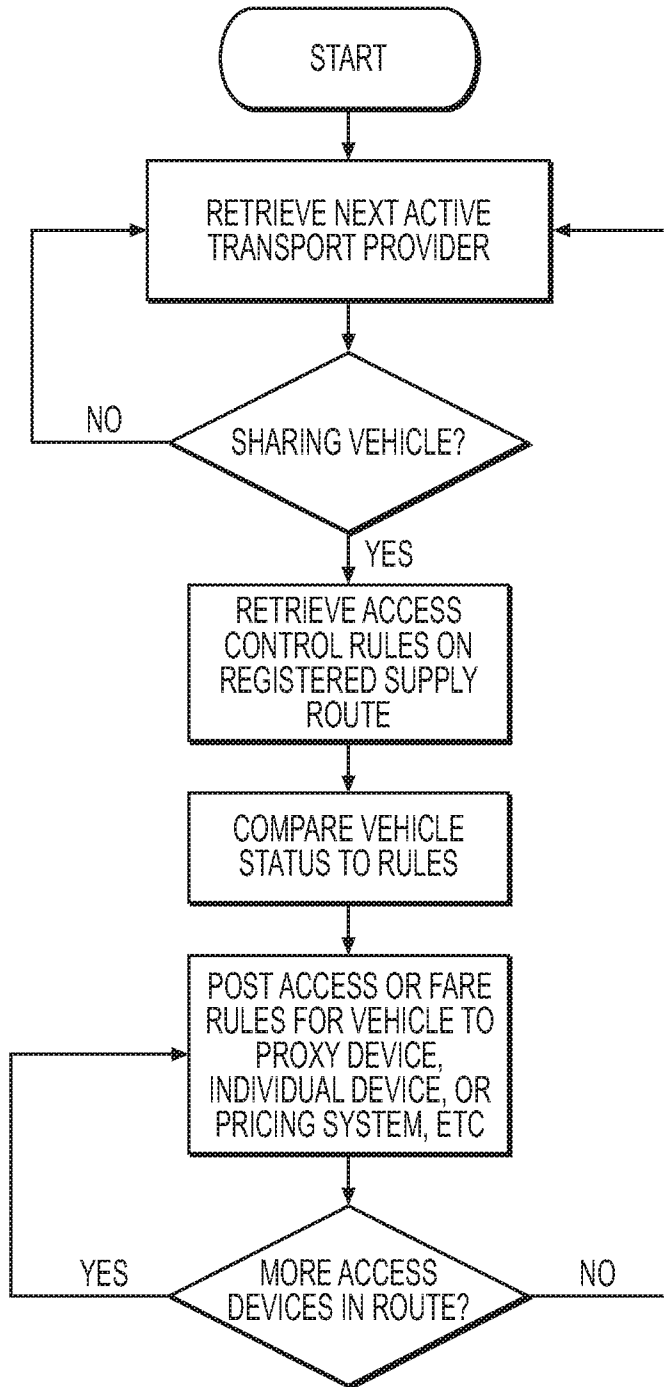 START
RETRIEVE NEXT ACTIVE
TRANSPORT PROVIDER
NO
SHARING VEHICLE?
YES
RETRIEVE ACCESS
CONTROL RULES ON
REGISTERED SUPPLY
ROUTE
COMPARE VEHICLE
STATUS TO RULES
POST ACCESS OR FARE
RULES FOR VEHICLE TO
PROXY DEVICE,
INDIVIDUAL DEVICE, OR
PRICING SYSTEM, ETC
YES
MORE ACCESS
DEVICES IN ROUTE?
NO